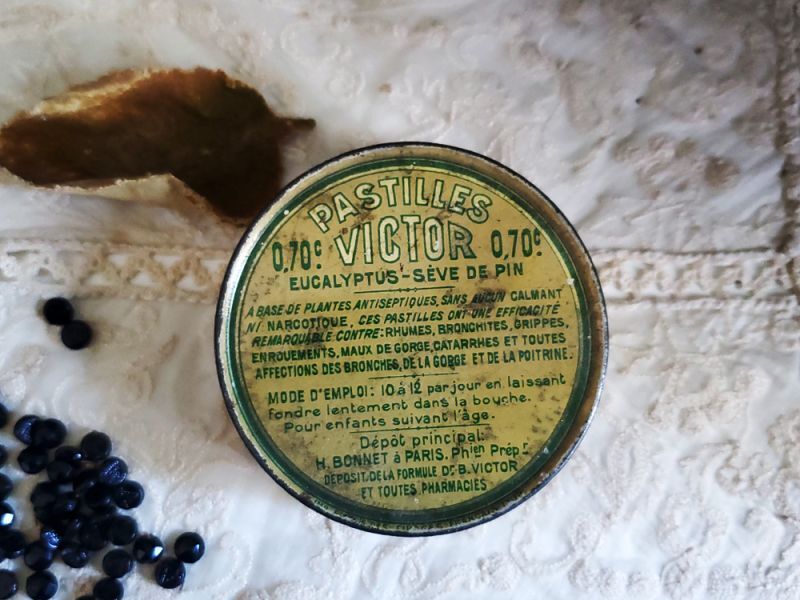 PASTILLES
0,70c VICTOR 0,70c
EUCALYPTUS-SÈVE DE PIN
A BASE DE PLANTES ANTISEPTIQUES, SANS AUCUN CALMANT
NI NARCOTIQUE, CES PASTILLES ONT UNE EFFICACITÉ
REMARQUABLE CONTRE: RHUMES, BRONCHITES, GRIPPES,
ENROUEMENTS, MAUX DE GORGE, CATARRHES ET TOUTES
AFFECTIONS DES BRONCHES, DE LA GORGE ET DE LA POITRINE.
MODE D'EMPLOI: 10 à 12 par jour en laissant
fondre lentement dans la bouche.
Pour enfants suivant l'âge.
Dépôt principal:
H. BONNET à PARIS. Phien Prépr
DÉPOSIT. DE LA FORMULE Dr B. VICTOR
ET TOUTES PHARMACIES